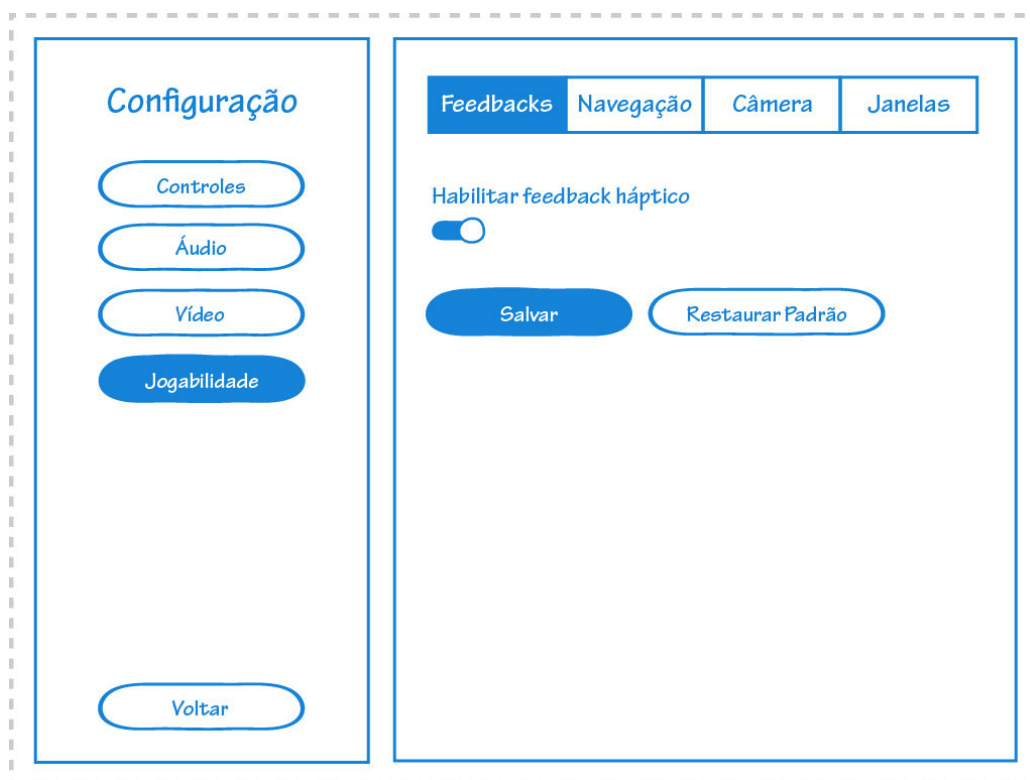 Configuração
Controles
Áudio
Vídeo
Jogabilidade
Voltar
Feedbacks Navegação Câmera Janelas
Habilitar feedback háptico
Salvar Restaurar Padrão